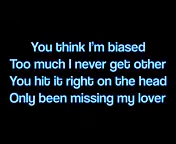 You think I'm biased
Too much I never get other
You hit it right on the head
Only been missing my lover